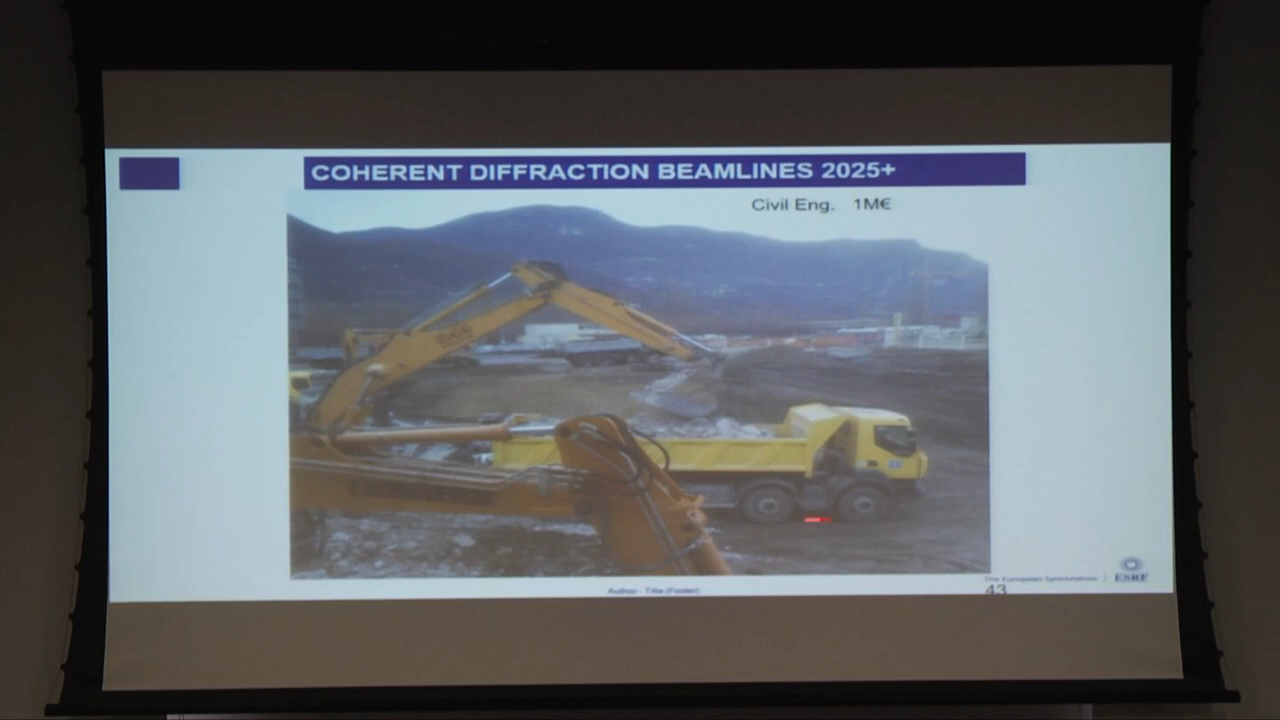 COHERENT DIFFRACTION BEAMLINES 2025+
Civil Eng. 1M€
The European Synchrotron | ESRF
Author - Title (Footer)
43